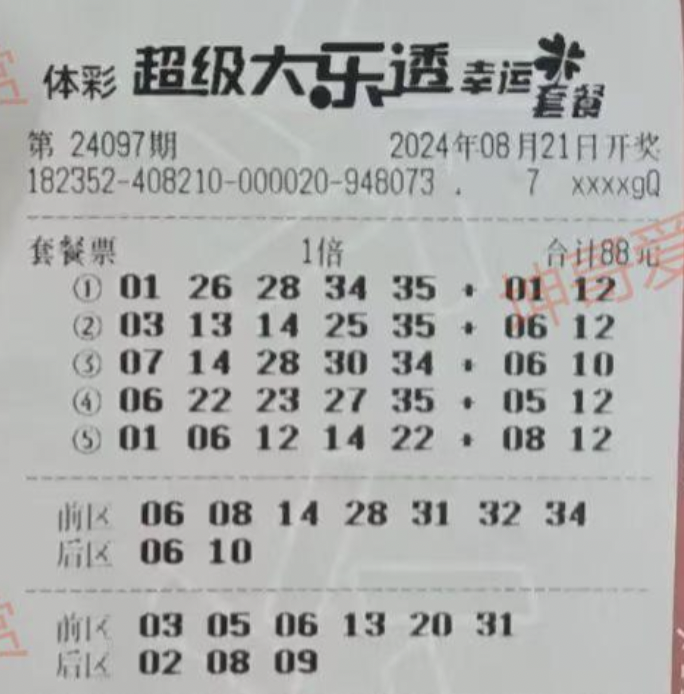 体彩 超级大乐透 幸运套餐
第 24097期 2024年08月21日开奖
182352-408210-000020-948073 . 7 xxxxgQ
套餐票 1倍 合计88元
① 01 26 28 34 35 + 01 12
② 03 13 14 25 35 + 06 12
③ 07 14 28 30 34 + 06 10
④ 06 22 23 27 35 + 05 12
⑤ 01 06 12 14 22 + 08 12
前区 06 08 14 28 31 32 34
后区 06 10
前区 03 05 06 13 20 31
后区 02 08 09
坤哥爱